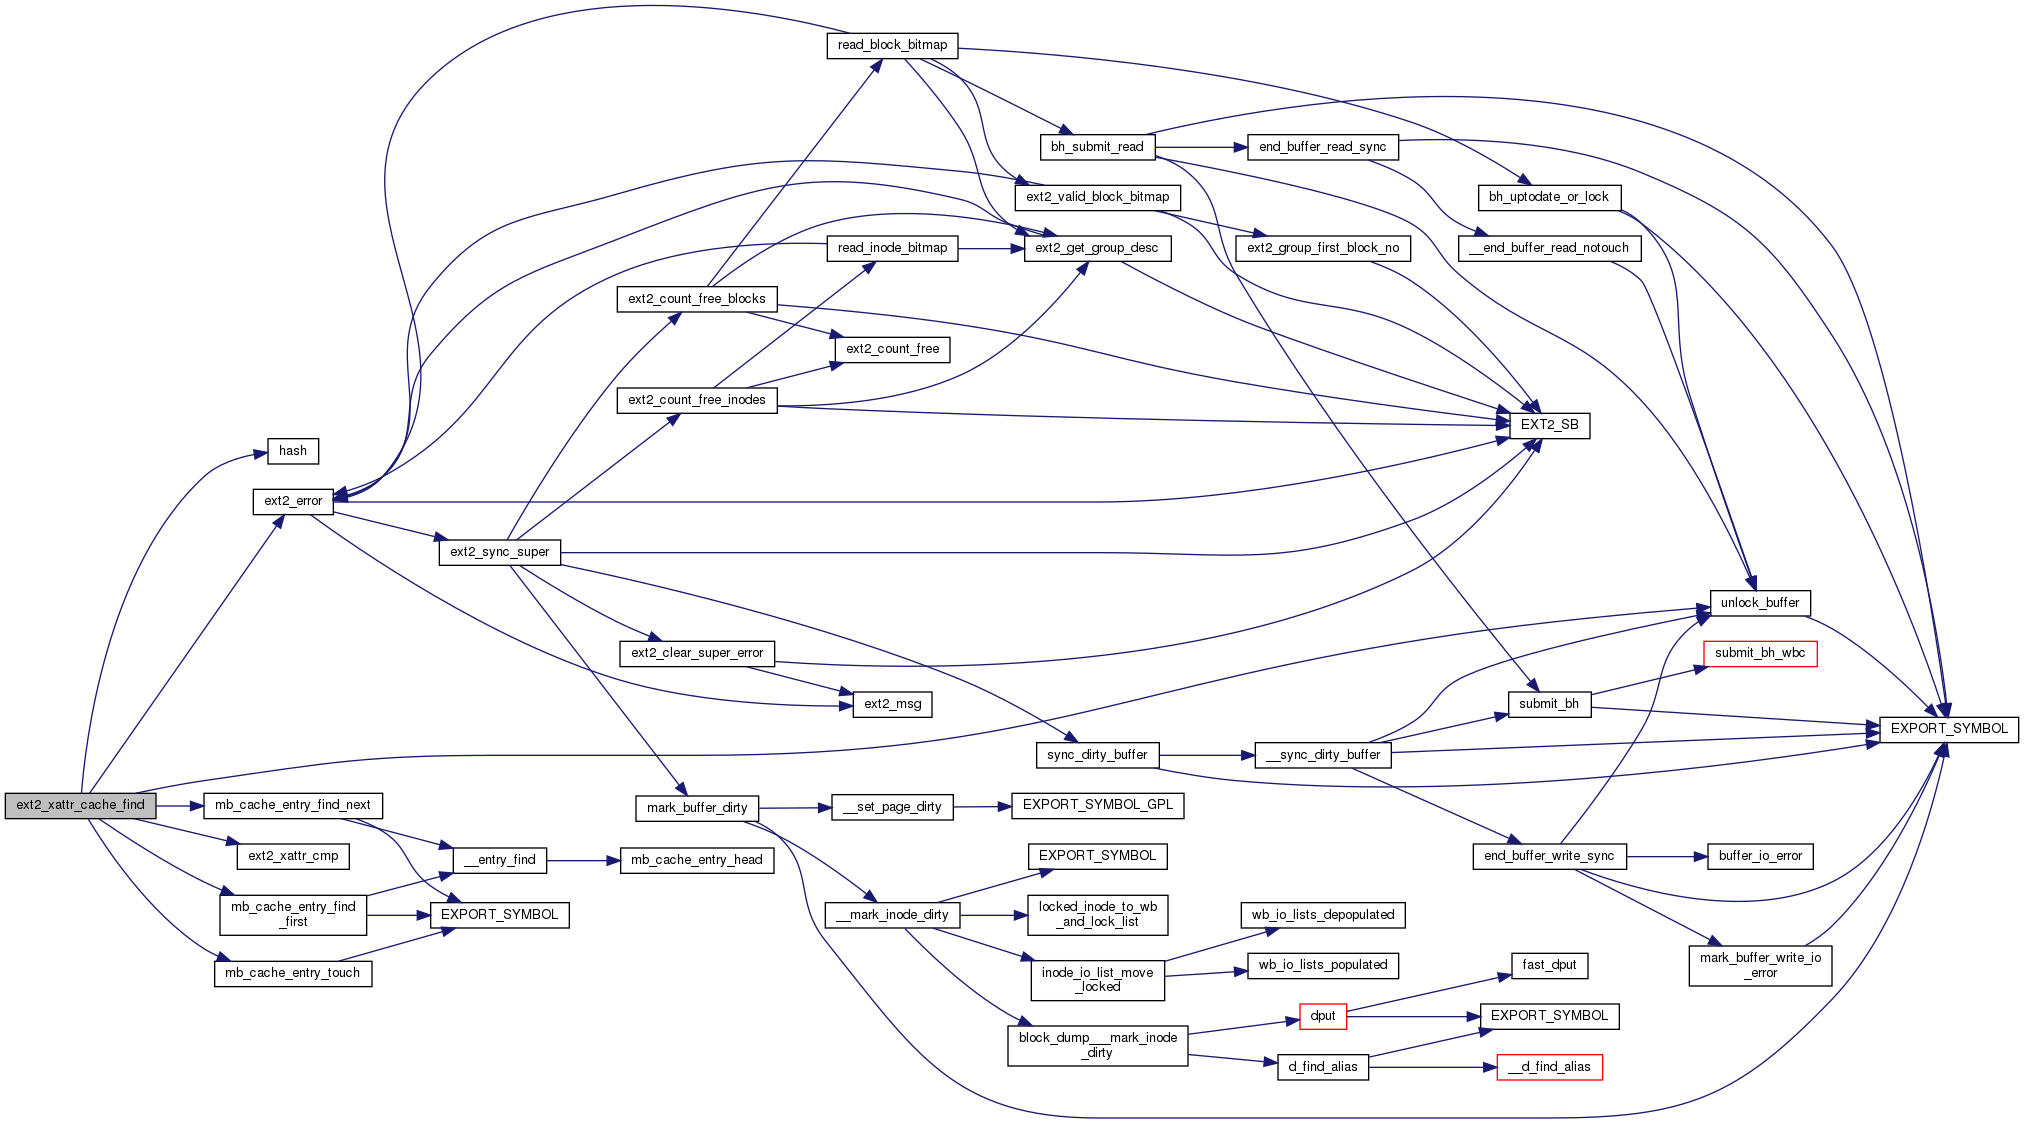 read_block_bitmap
bh_submit_read
end_buffer_read_sync
ext2_valid_block_bitmap
bh_uptodate_or_lock
read_inode_bitmap
ext2_get_group_desc
ext2_group_first_block_no
__end_buffer_read_notouch
ext2_count_free_blocks
ext2_count_free
ext2_count_free_inodes
EXT2_SB
hash
ext2_error
ext2_sync_super
unlock_buffer
ext2_clear_super_error
submit_bh_wbc
ext2_msg
submit_bh
EXPORT_SYMBOL
sync_dirty_buffer
__sync_dirty_buffer
ext2_xattr_cache_find
mb_cache_entry_find_next
mark_buffer_dirty
__set_page_dirty
EXPORT_SYMBOL_GPL
ext2_xattr_cmp
__entry_find
mb_cache_entry_head
EXPORT_SYMBOL
end_buffer_write_sync
buffer_io_error
mb_cache_entry_find
_first
EXPORT_SYMBOL
__mark_inode_dirty
locked_inode_to_wb
_and_lock_list
wb_io_lists_depopulated
mb_cache_entry_touch
inode_io_list_move
_locked
wb_io_lists_populated
fast_dput
mark_buffer_write_io
_error
block_dump___mark_inode
_dirty
dput
EXPORT_SYMBOL
d_find_alias
__d_find_alias